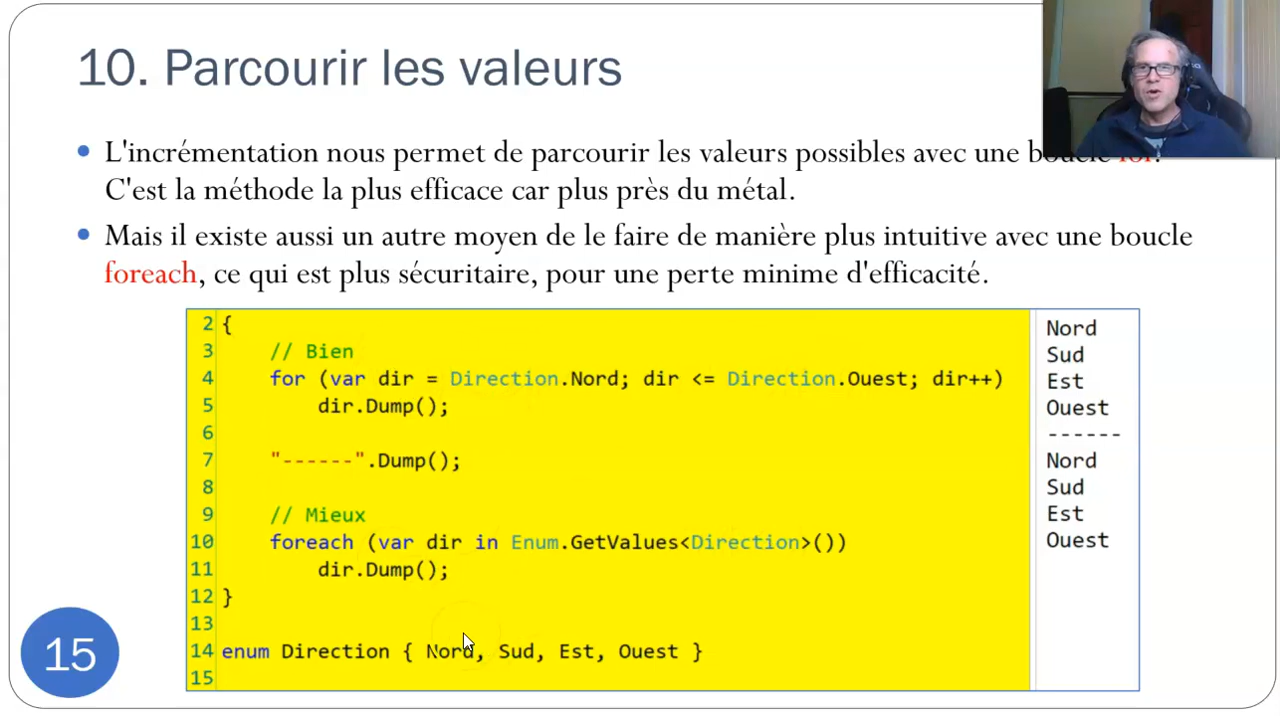 10. Parcourir les valeurs
• L'incrémentation nous permet de parcourir les valeurs possibles avec une boucle for.
C'est la méthode la plus efficace car plus près du métal.
• Mais il existe aussi un autre moyen de le faire de manière plus intuitive avec une boucle
foreach, ce qui est plus sécuritaire, pour une perte minime d'efficacité.
2 {
3 // Bien
4 for (var dir = Direction.Nord; dir <= Direction.Ouest; dir++)
5 dir.Dump();
6
7 "------".Dump();
8
9 // Mieux
10 foreach (var dir in Enum.GetValues<Direction>())
11 dir.Dump();
12 }
13
14 enum Direction { Nord, Sud, Est, Ouest }
15
Nord
Sud
Est
Ouest
------
Nord
Sud
Est
Ouest
15